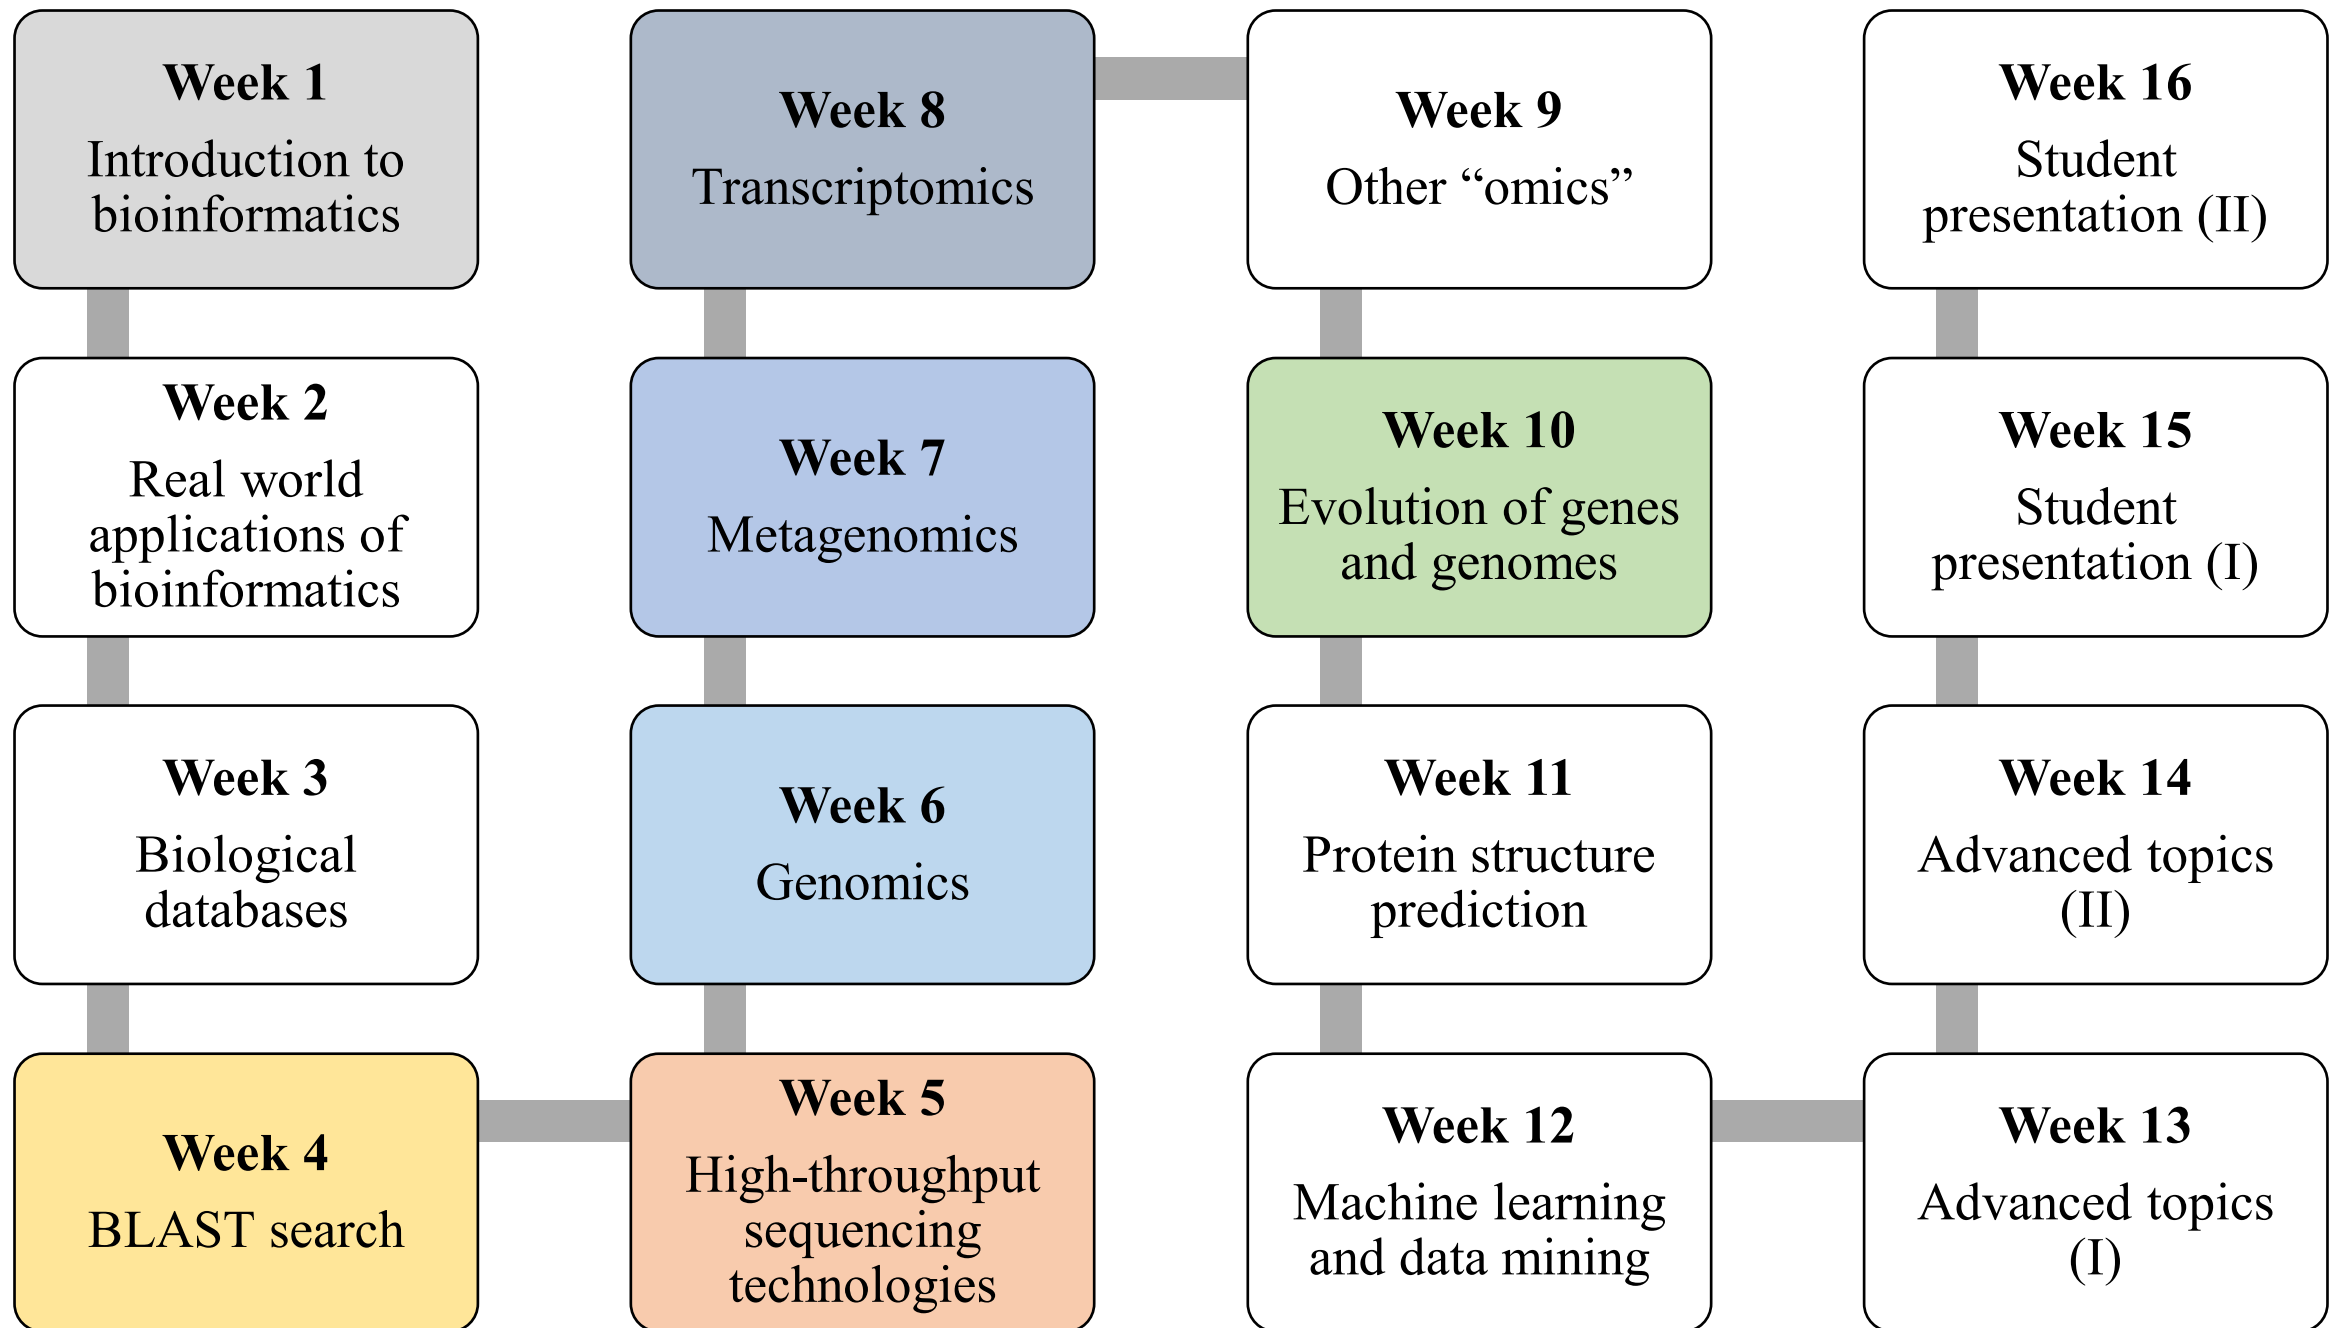 Week 1
Introduction to
bioinformatics
Week 2
Real world
applications of
bioinformatics
Week 3
Biological
databases
Week 4
BLAST search
Week 5
High-throughput
sequencing
technologies
Week 6
Genomics
Week 7
Metagenomics
Week 8
Transcriptomics
Week 9
Other “omics”
Week 10
Evolution of genes
and genomes
Week 11
Protein structure
prediction
Week 12
Machine learning
and data mining
Week 13
Advanced topics
(I)
Week 14
Advanced topics
(II)
Week 15
Student
presentation (I)
Week 16
Student
presentation (II)